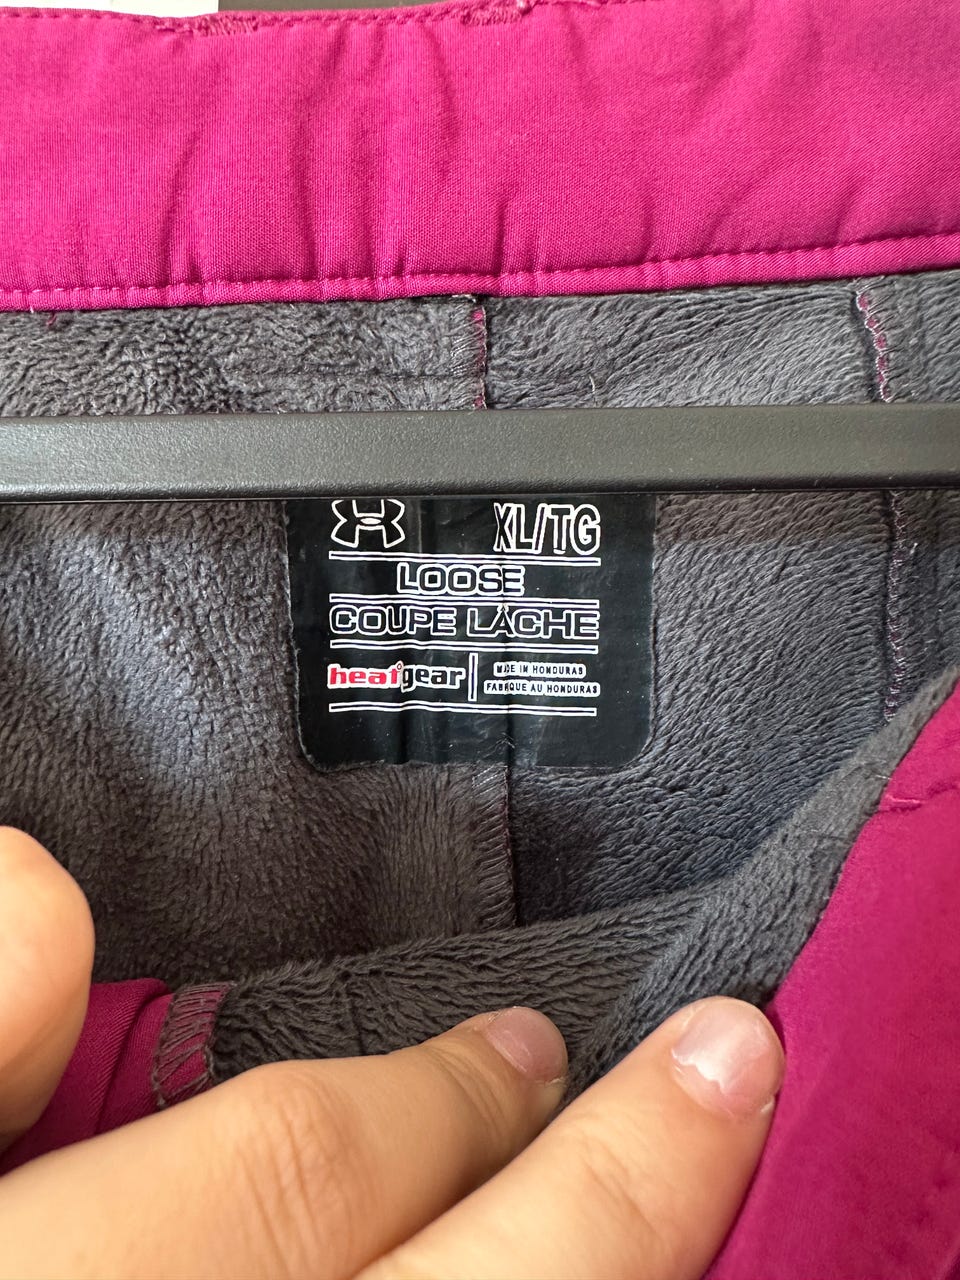 XL/TG
LOOSE
COUPE LÂCHE
heatgear
MADE IN HONDURAS
FABRIQUE AU HONDURAS